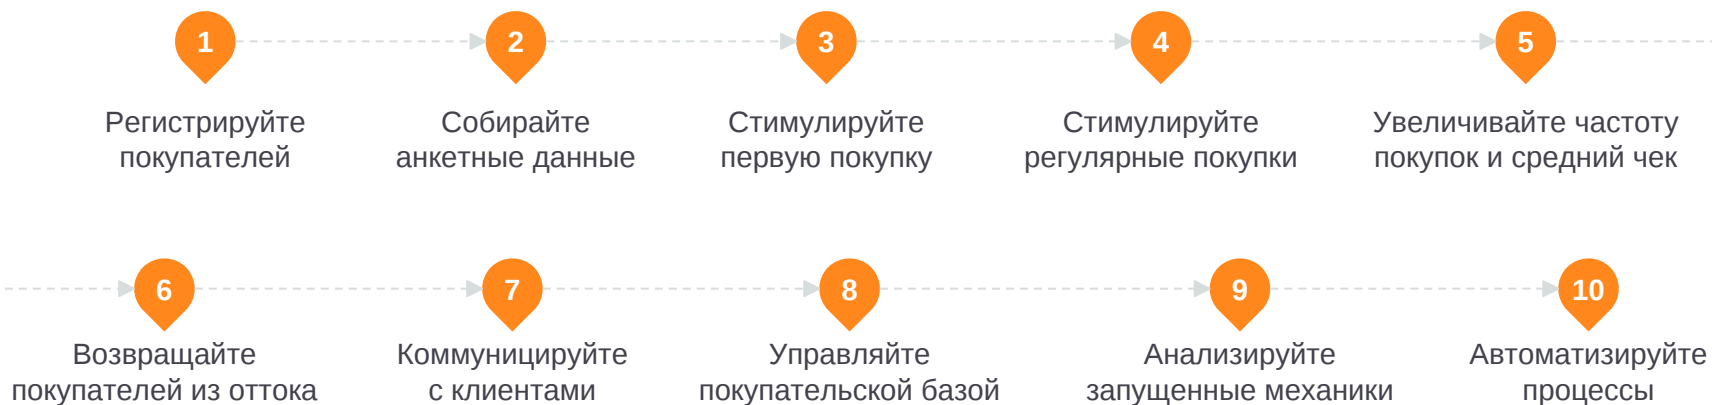 1
2
3
4
5
Регистрируйте
покупателей
Собирайте
анкетные данные
Стимулируйте
первую покупку
Стимулируйте
регулярные покупки
Увеличивайте частоту
покупок и средний чек
6
7
8
9
10
Возвращайте
покупателей из оттока
Коммуницируйте
с клиентами
Управляйте
покупательской базой
Анализируйте
запущенные механики
Автоматизируйте
процессы